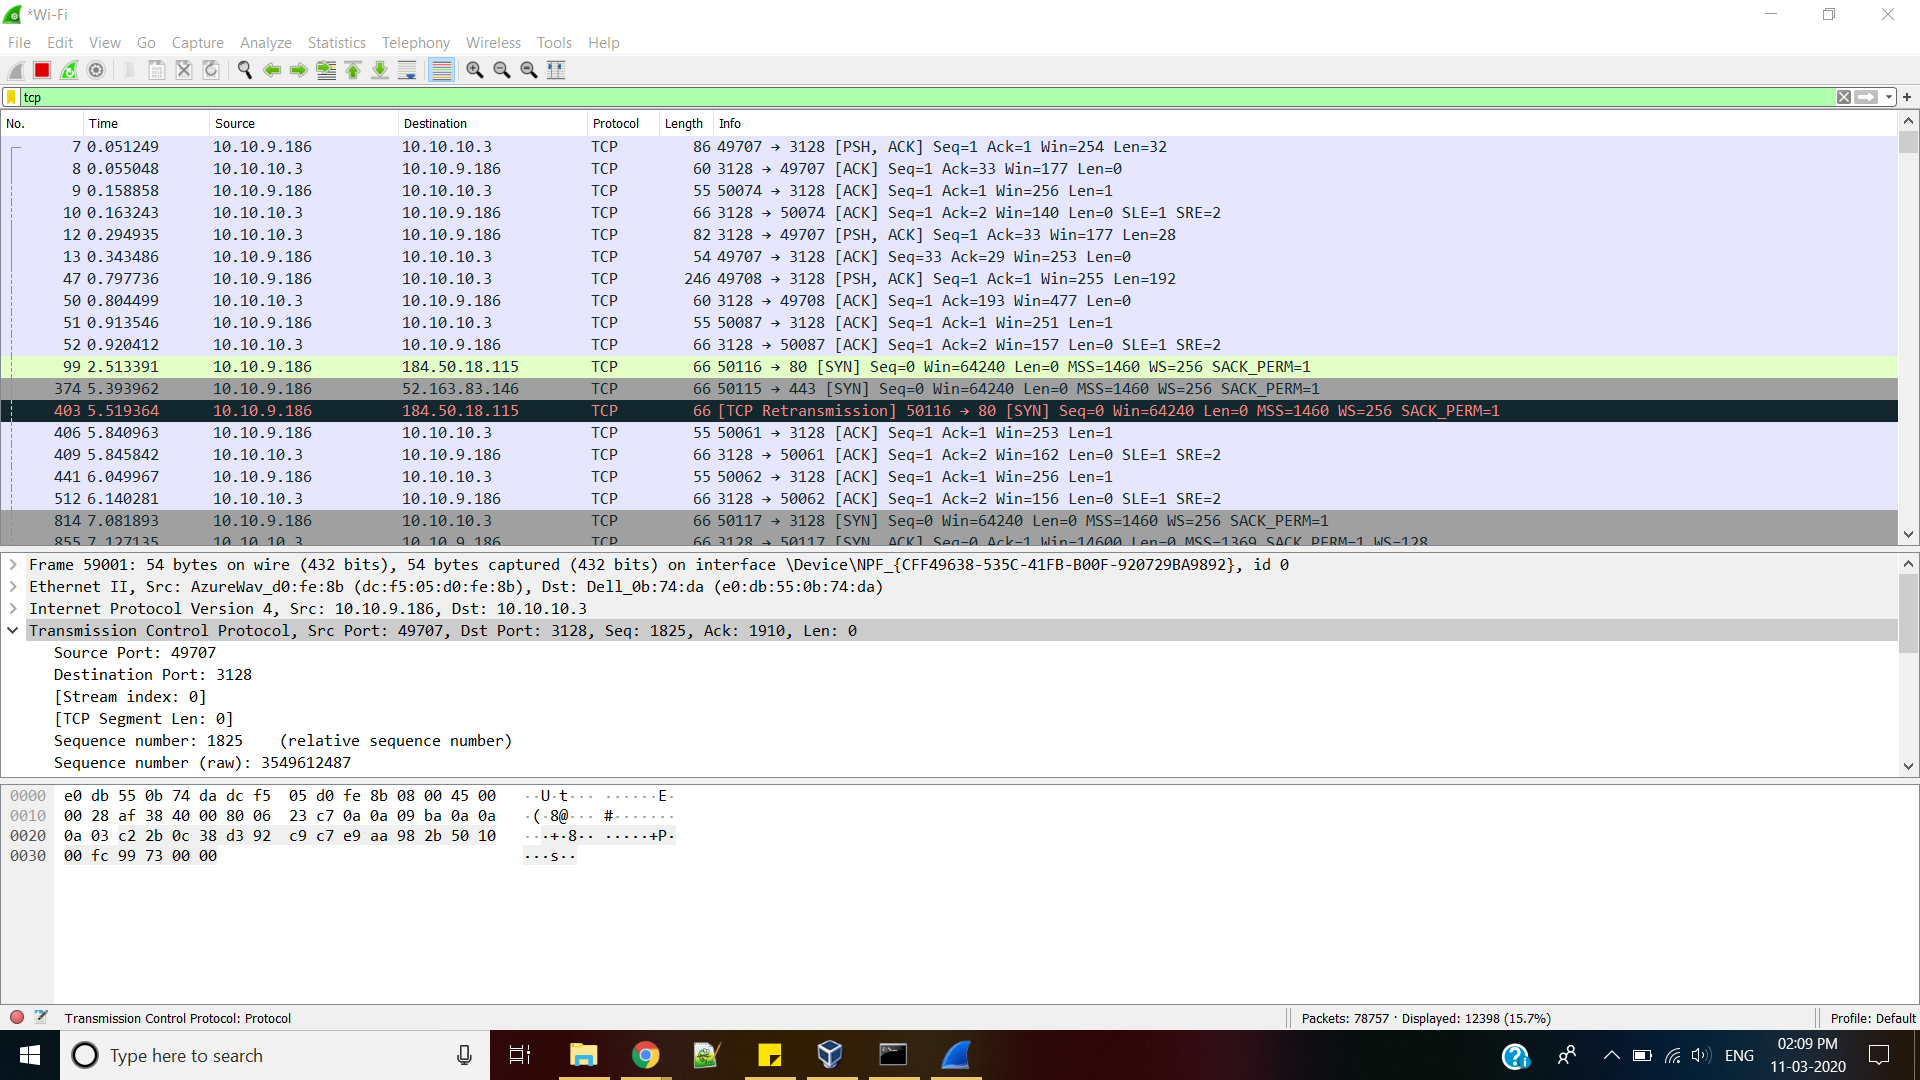 *Wi-Fi
File Edit View Go Capture Analyze Statistics Telephony Wireless Tools Help
tcp
No. Time Source Destination Protocol Length Info
7 0.051249 10.10.9.186 10.10.10.3 TCP 86 49707 → 3128 [PSH, ACK] Seq=1 Ack=1 Win=254 Len=32
8 0.055048 10.10.10.3 10.10.9.186 TCP 60 3128 → 49707 [ACK] Seq=1 Ack=33 Win=177 Len=0
9 0.158858 10.10.9.186 10.10.10.3 TCP 55 50074 → 3128 [ACK] Seq=1 Ack=1 Win=256 Len=1
10 0.163243 10.10.10.3 10.10.9.186 TCP 66 3128 → 50074 [ACK] Seq=1 Ack=2 Win=140 Len=0 SLE=1 SRE=2
12 0.294935 10.10.10.3 10.10.9.186 TCP 82 3128 → 49707 [PSH, ACK] Seq=1 Ack=33 Win=177 Len=28
13 0.343486 10.10.9.186 10.10.10.3 TCP 54 49707 → 3128 [ACK] Seq=33 Ack=29 Win=253 Len=0
47 0.797736 10.10.9.186 10.10.10.3 TCP 246 49708 → 3128 [PSH, ACK] Seq=1 Ack=1 Win=255 Len=192
50 0.804499 10.10.10.3 10.10.9.186 TCP 60 3128 → 49708 [ACK] Seq=1 Ack=193 Win=477 Len=0
51 0.913546 10.10.9.186 10.10.10.3 TCP 55 50087 → 3128 [ACK] Seq=1 Ack=1 Win=251 Len=1
52 0.920412 10.10.10.3 10.10.9.186 TCP 66 3128 → 50087 [ACK] Seq=1 Ack=2 Win=157 Len=0 SLE=1 SRE=2
99 2.513391 10.10.9.186 184.50.18.115 TCP 66 50116 → 80 [SYN] Seq=0 Win=64240 Len=0 MSS=1460 WS=256 SACK_PERM=1
374 5.393962 10.10.9.186 52.163.83.146 TCP 66 50115 → 443 [SYN] Seq=0 Win=64240 Len=0 MSS=1460 WS=256 SACK_PERM=1
403 5.519364 10.10.9.186 184.50.18.115 TCP 66 [TCP Retransmission] 50116 → 80 [SYN] Seq=0 Win=64240 Len=0 MSS=1460 WS=256 SACK_PERM=1
406 5.840963 10.10.9.186 10.10.10.3 TCP 55 50061 → 3128 [ACK] Seq=1 Ack=1 Win=253 Len=1
409 5.845842 10.10.10.3 10.10.9.186 TCP 66 3128 → 50061 [ACK] Seq=1 Ack=2 Win=162 Len=0 SLE=1 SRE=2
441 6.049967 10.10.9.186 10.10.10.3 TCP 55 50062 → 3128 [ACK] Seq=1 Ack=1 Win=256 Len=1
512 6.140281 10.10.10.3 10.10.9.186 TCP 66 3128 → 50062 [ACK] Seq=1 Ack=2 Win=156 Len=0 SLE=1 SRE=2
814 7.081893 10.10.9.186 10.10.10.3 TCP 66 50117 → 3128 [SYN] Seq=0 Win=64240 Len=0 MSS=1460 WS=256 SACK_PERM=1
855 7.127135 10.10.10.3 10.10.9.186 TCP 66 3128 → 50117 [SYN, ACK] Seq=0 Ack=1 Win=14600 Len=0 MSS=1369 SACK_PERM=1 WS=128
Frame 59001: 54 bytes on wire (432 bits), 54 bytes captured (432 bits) on interface \Device\NPF_{CFF49638-535C-41FB-B00F-920729BA9892}, id 0
Ethernet II, Src: AzureWav_d0:fe:8b (dc:f5:05:d0:fe:8b), Dst: Dell_0b:74:da (e0:db:55:0b:74:da)
Internet Protocol Version 4, Src: 10.10.9.186, Dst: 10.10.10.3
Transmission Control Protocol, Src Port: 49707, Dst Port: 3128, Seq: 1825, Ack: 1910, Len: 0
Source Port: 49707
Destination Port: 3128
[Stream index: 0]
[TCP Segment Len: 0]
Sequence number: 1825 (relative sequence number)
Sequence number (raw): 3549612487
0000 e0 db 55 0b 74 da dc f5 05 d0 fe 8b 08 00 45 00 ··U·t··· ······E·
0010 00 28 af 38 40 00 80 06 23 c7 0a 0a 09 ba 0a 0a ·(·8@··· #·······
0020 0a 03 c2 2b 0c 38 d3 92 c9 c7 e9 aa 98 2b 50 10 ···+·8·· ·····+P·
0030 00 fc 99 73 00 00 ···s··
Transmission Control Protocol: Protocol
Packets: 78757 · Displayed: 12398 (15.7%)
Profile: Default
Type here to search
ENG
02:09 PM
11-03-2020